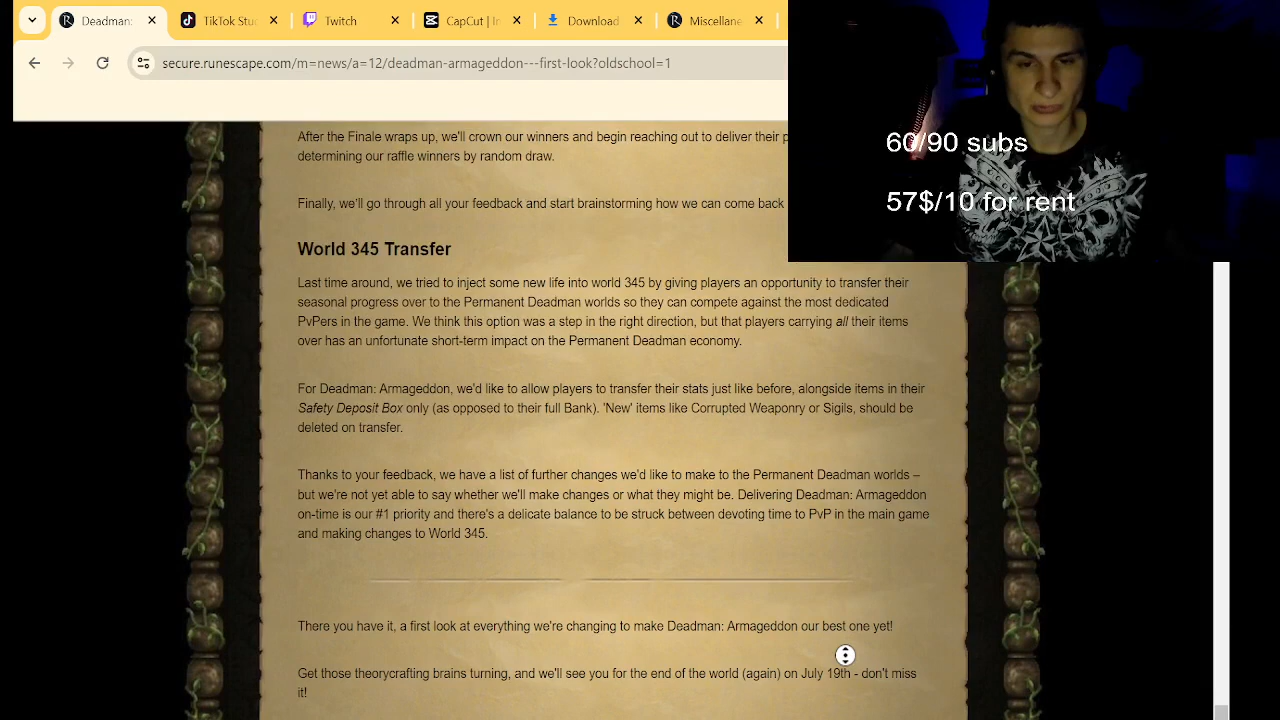 Deadman:
TikTok Stu
Twitch
CapCut | In
Download
Miscellane
secure.runescape.com/m=news/a=12/deadman-armageddon---first-look?oldschool=1
60/90 subs
57$/10 for rent
After the Finale wraps up, we'll crown our winners and begin reaching out to deliver their p
determining our raffle winners by random draw.
Finally, we'll go through all your feedback and start brainstorming how we can come back
World 345 Transfer
Last time around, we tried to inject some new life into world 345 by giving players an opportunity to transfer their
seasonal progress over to the Permanent Deadman worlds so they can compete against the most dedicated
PvPers in the game. We think this option was a step in the right direction, but that players carrying all their items
over has an unfortunate short-term impact on the Permanent Deadman economy.
For Deadman: Armageddon, we'd like to allow players to transfer their stats just like before, alongside items in their
Safety Deposit Box only (as opposed to their full Bank). 'New' items like Corrupted Weaponry or Sigils, should be
deleted on transfer.
Thanks to your feedback, we have a list of further changes we'd like to make to the Permanent Deadman worlds –
but we're not yet able to say whether we'll make changes or what they might be. Delivering Deadman: Armageddon
on-time is our #1 priority and there's a delicate balance to be struck between devoting time to PvP in the main game
and making changes to World 345.
There you have it, a first look at everything we're changing to make Deadman: Armageddon our best one yet!
Get those theorycrafting brains turning, and we'll see you for the end of the world (again) on July 19th - don't miss
it!